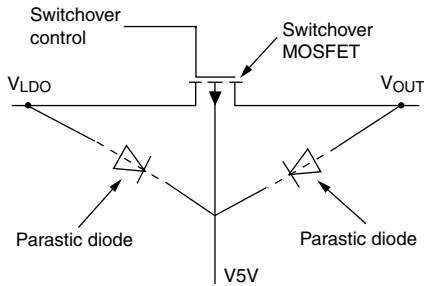 Switchover
control
Switchover
MOSFET
VLDO
VOUT
Parastic diode
Parastic diode
V5V